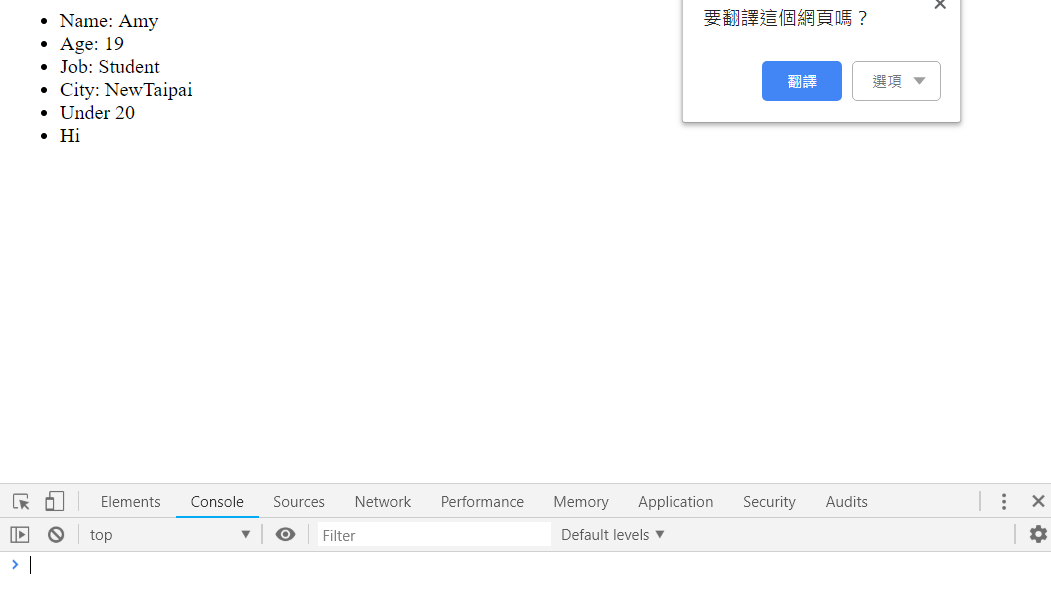 Name: Amy
Age: 19
Job: Student
City: NewTaipai
Under 20
Hi
要翻譯這個網頁嗎？
翻譯 選項
Elements Console Sources Network Performance Memory Application Security Audits
top Filter Default levels